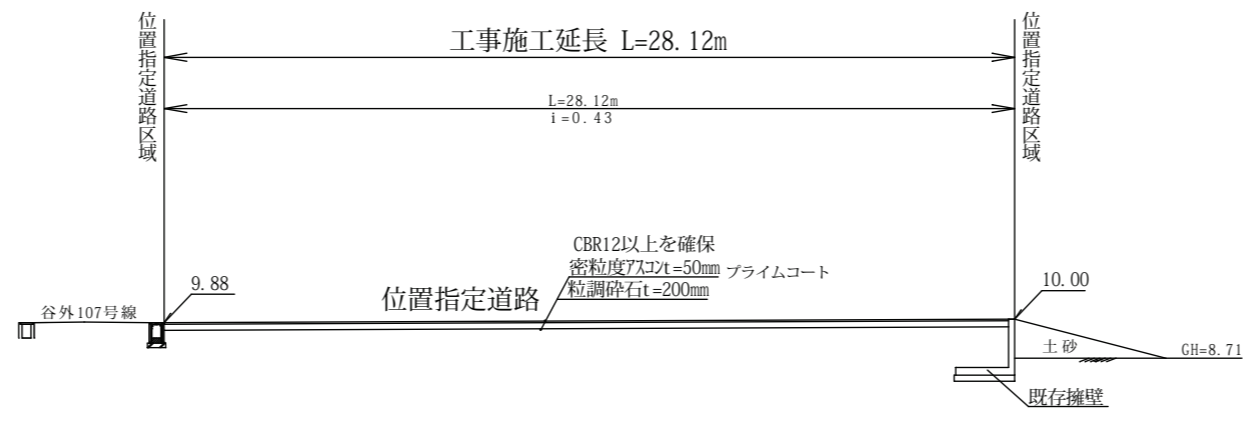 位置指定道路区域
工事施工延長 L=28.12m
位置指定道路区域
L=28.12m
i=0.43
CBR12以上を確保
密粒度アスコンt=50mm プライムコート
粒調砕石t=200mm
9.88
位置指定道路
10.00
谷外107号線
土砂
GH=8.71
既存擁壁